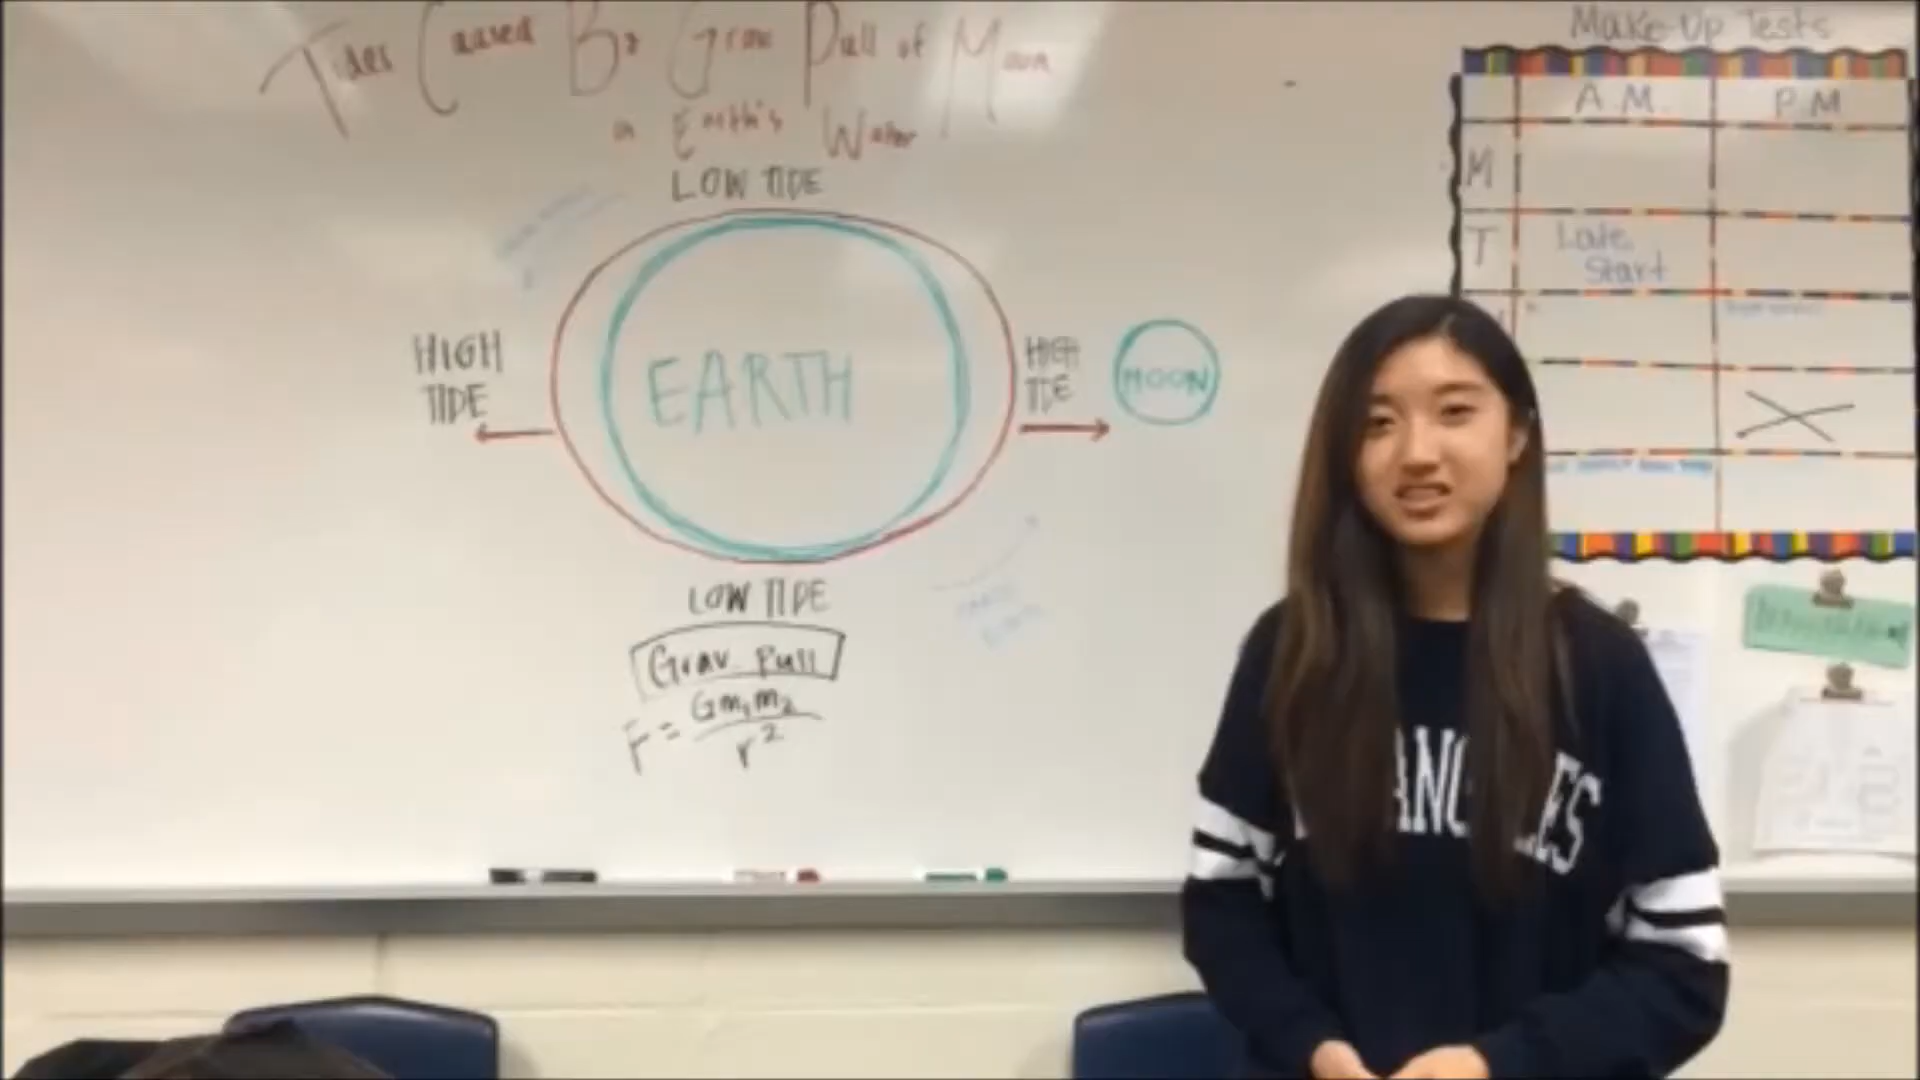 Tides Caused By Grav Pull of Moon
on Earth's Water
LOW TIDE
HIGH
TIDE
EARTH
HIGH
TIDE
MOON
LOW TIDE
Grav. Pull
F = Gm₁m₂
r²
Make-Up Tests
A.M. P.M
M
T Late
Start
ANGELES